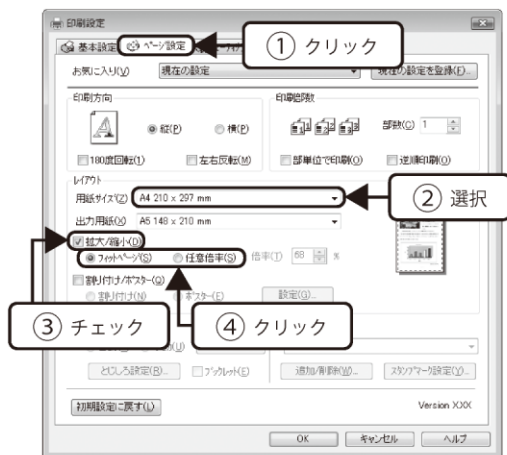 印刷設定
基本設定 ページ設定
① クリック
お気に入り(V) 現在の設定 現在の設定を登録(F)...
印刷方向 印刷部数
縦(P) 横(P) 部数(C) 1
180度回転(1) 左右反転(M) 部単位で印刷(O) 逆順印刷(O)
レイアウト
用紙サイズ(Z) A4 210 x 297 mm
② 選択
出力用紙(X) A5 148 x 210 mm
拡大/縮小(D)
フィットページ(S) 任意倍率(S) 倍率(T) 68 %
割り付け/ポスター(Q)
割り付け(N) ポスター(E) 設定(G)...
③ チェック
④ クリック
とじしろ設定(R)... ブックレット(E) 追加/削除(W)... スタンプマーク設定(Y)...
初期設定に戻す(L) Version X.XX
OK キャンセル ヘルプ